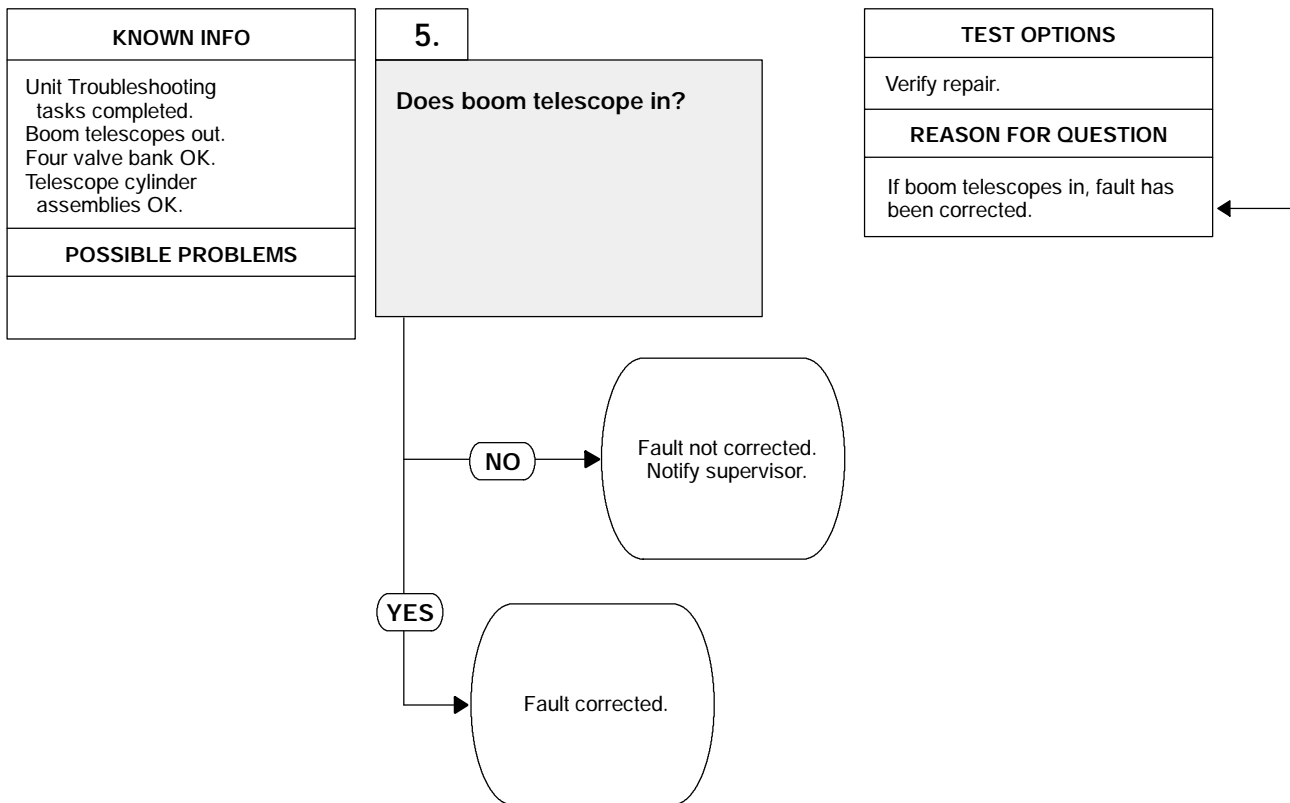 KNOWN INFO
Unit Troubleshooting
tasks completed.
Boom telescopes out.
Four valve bank OK.
Telescope cylinder
assemblies OK.
POSSIBLE PROBLEMS
5.
Does boom telescope in?
TEST OPTIONS
Verify repair.
REASON FOR QUESTION
If boom telescopes in, fault has
been corrected.
NO
Fault not corrected.
Notify supervisor.
YES
Fault corrected.